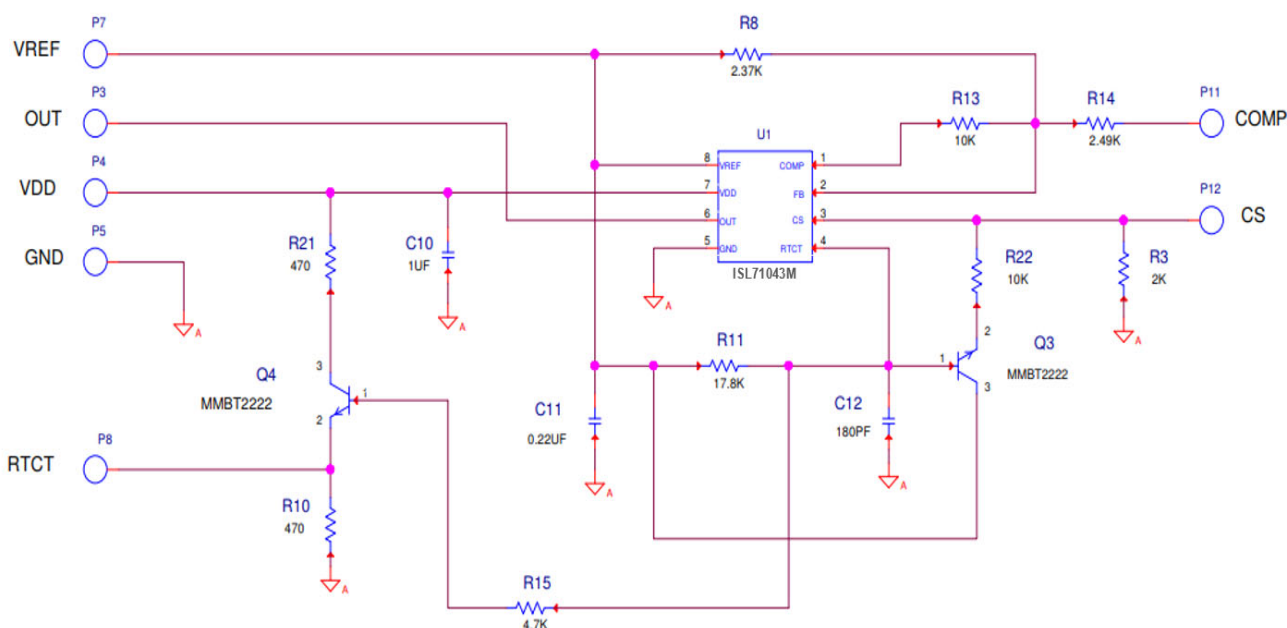 P7
VREF
R8
2.37K
P3
OUT
R13
10K
R14
2.49K
P11
COMP
U1
P4
VDD
8
VREF
COMP
1
7
VDD
FB
2
6
OUT
CS
3
5
GND
RTCT
4
ISL71043M
P12
CS
P5
GND
R21
470
C10
1UF
R22
10K
R3
2K
A
A
A
A
R11
17.8K
2
1
Q3
MMBT2222
3
Q4
MMBT2222
3
1
2
C11
0.22UF
C12
180PF
A
A
P8
RTCT
R10
470
A
R15
4.7K